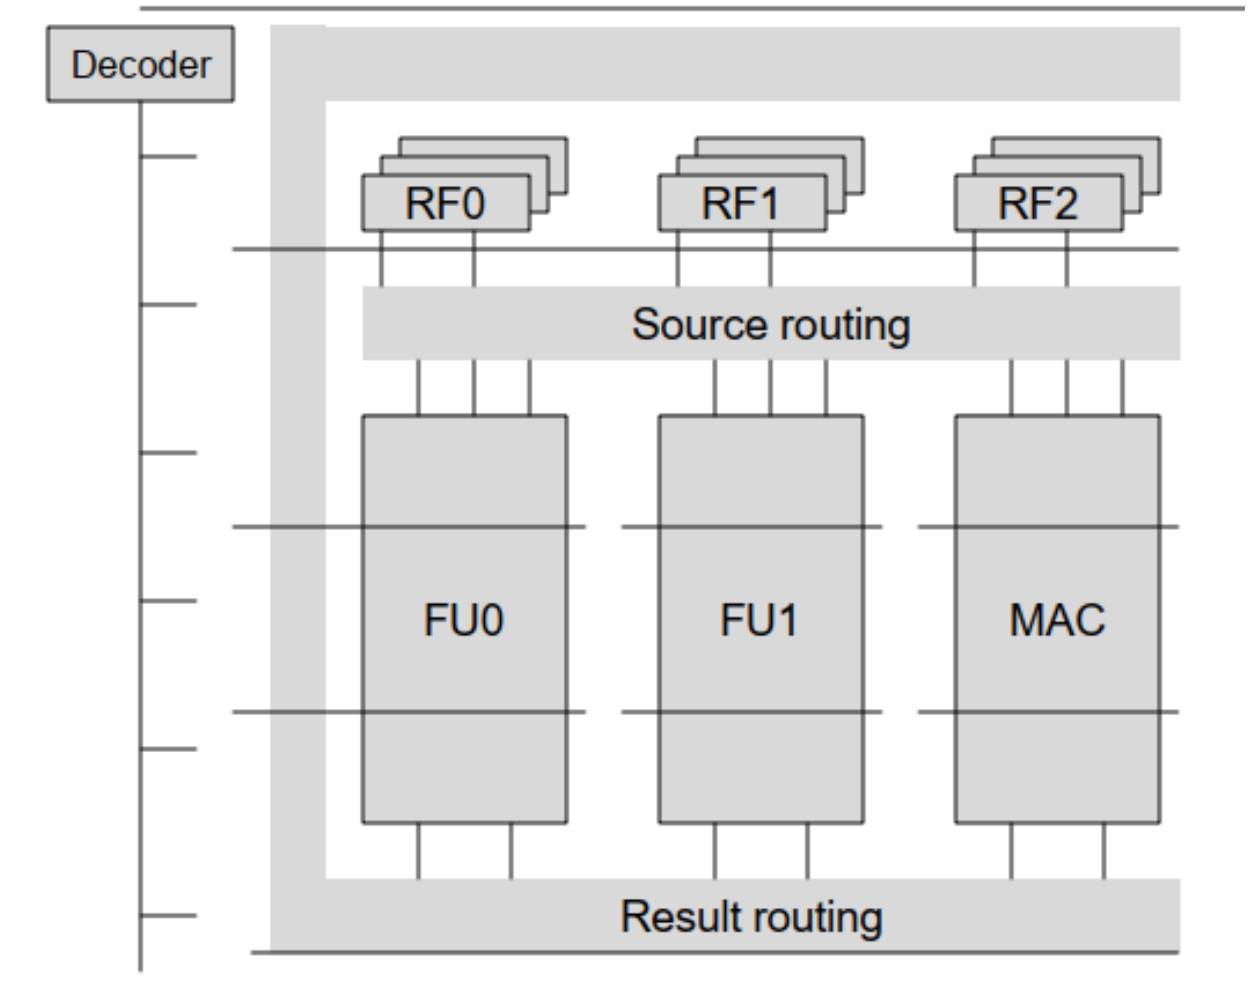 Decoder
RF0
RF1
RF2
Source routing
FU0
FU1
MAC
Result routing